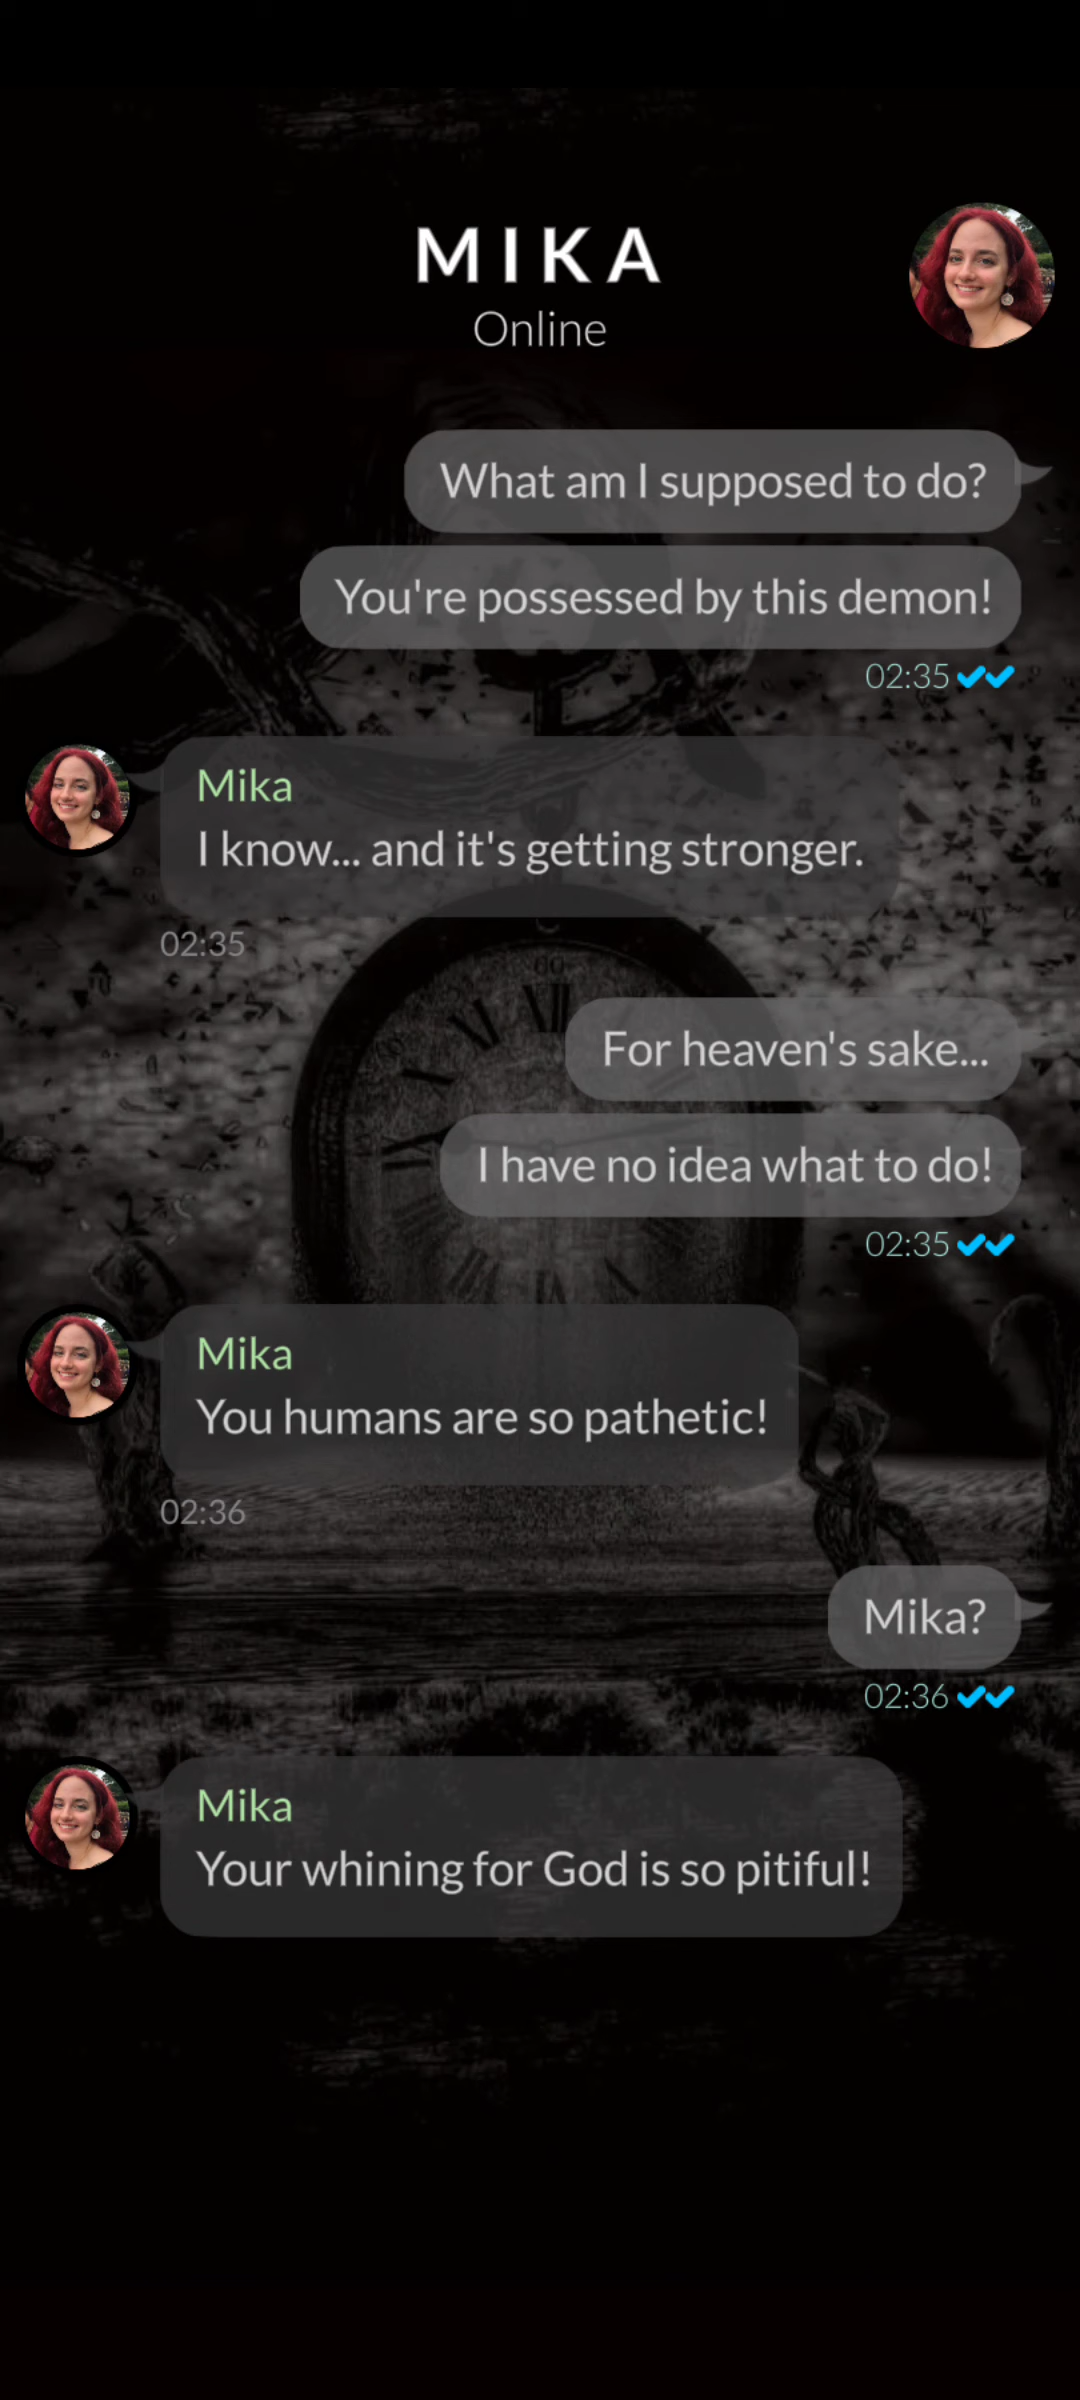 MIKA
Online
What am I supposed to do?
You're possessed by this demon!
02:35
Mika
I know... and it's getting stronger.
02:35
For heaven's sake...
I have no idea what to do!
02:35
Mika
You humans are so pathetic!
02:36
Mika?
02:36
Mika
Your whining for God is so pitiful!